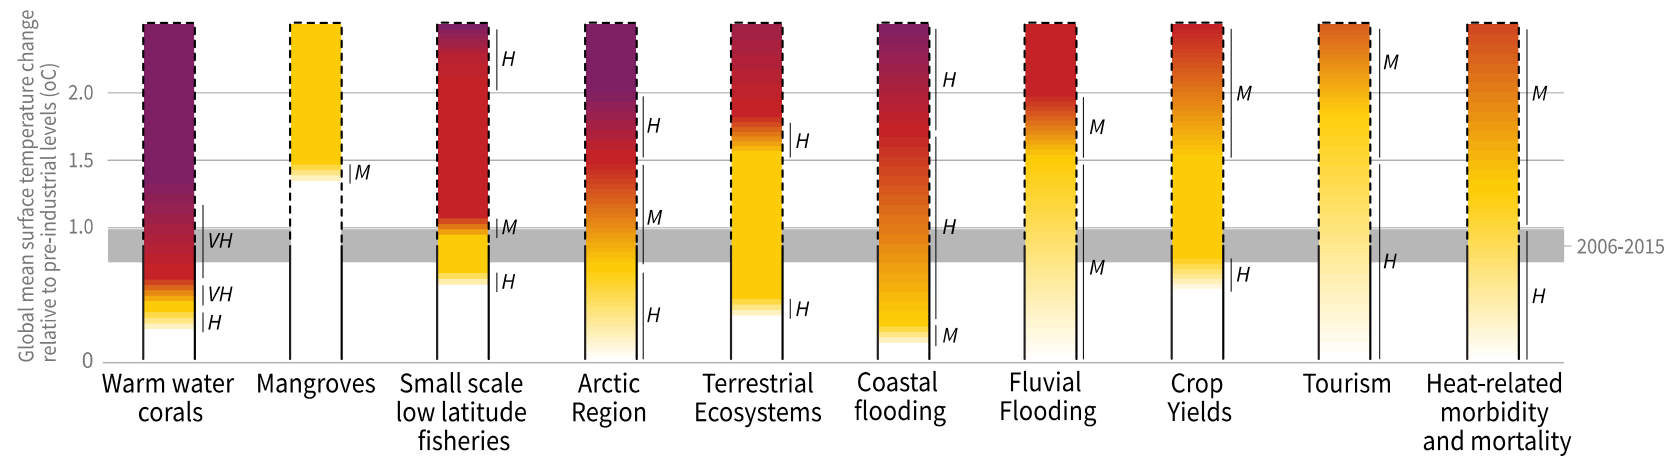 Global mean surface temperature change
relative to pre-industrial levels (oC)
2.0
1.5
1.0
0
2006-2015
VH
VH
H
M
H
M
H
H
M
H
H
H
H
H
M
M
M
M
H
M
H
M
H
Warm water
corals
Mangroves
Small scale
low latitude
fisheries
Arctic
Region
Terrestrial
Ecosystems
Coastal
flooding
Fluvial
Flooding
Crop
Yields
Tourism
Heat-related
morbidity
and mortality